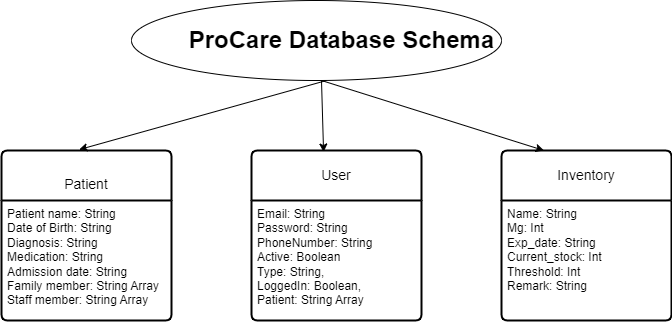 ProCare Database Schema
Patient
Patient name: String
Date of Birth: String
Diagnosis: String
Medication: String
Admission date: String
Family member: String Array
Staff member: String Array
User
Email: String
Password: String
PhoneNumber: String
Active: Boolean
Type: String,
LoggedIn: Boolean,
Patient: String Array
Inventory
Name: String
Mg: Int
Exp_date: String
Current_stock: Int
Threshold: Int
Remark: String